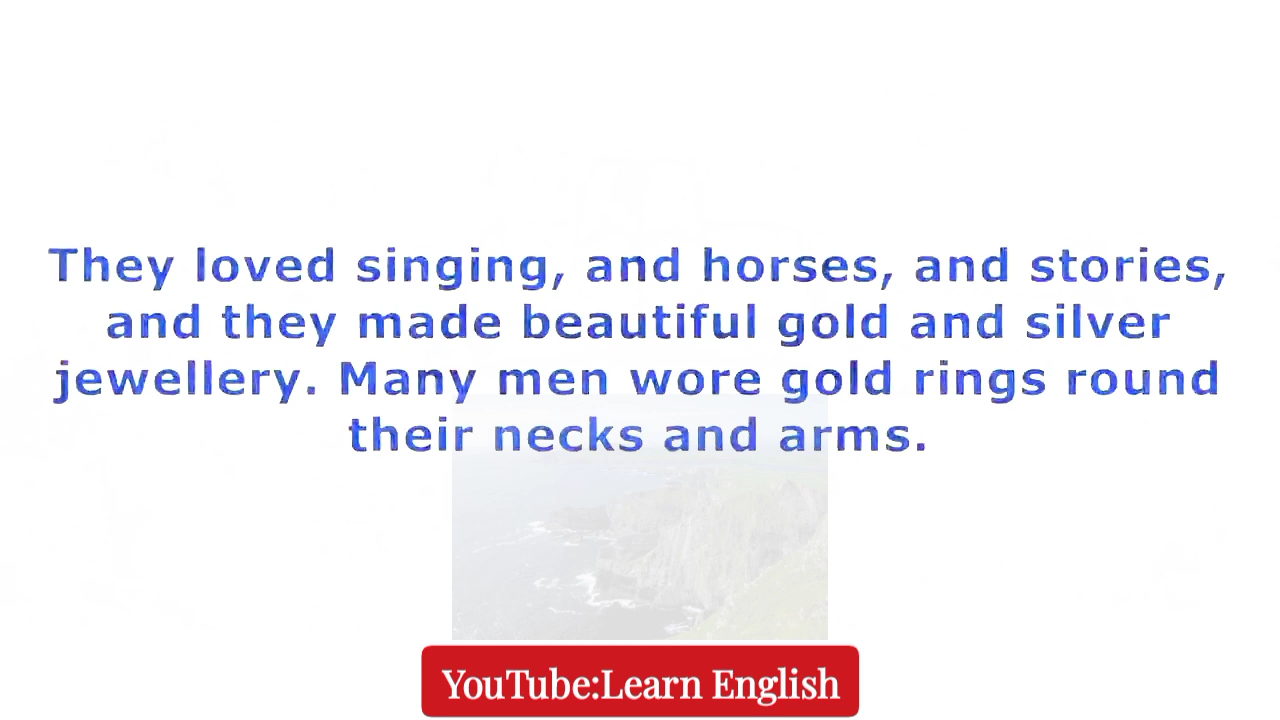 They loved singing, and horses, and stories,
and they made beautiful gold and silver
jewellery. Many men wore gold rings round
their necks and arms.
YouTube:Learn English